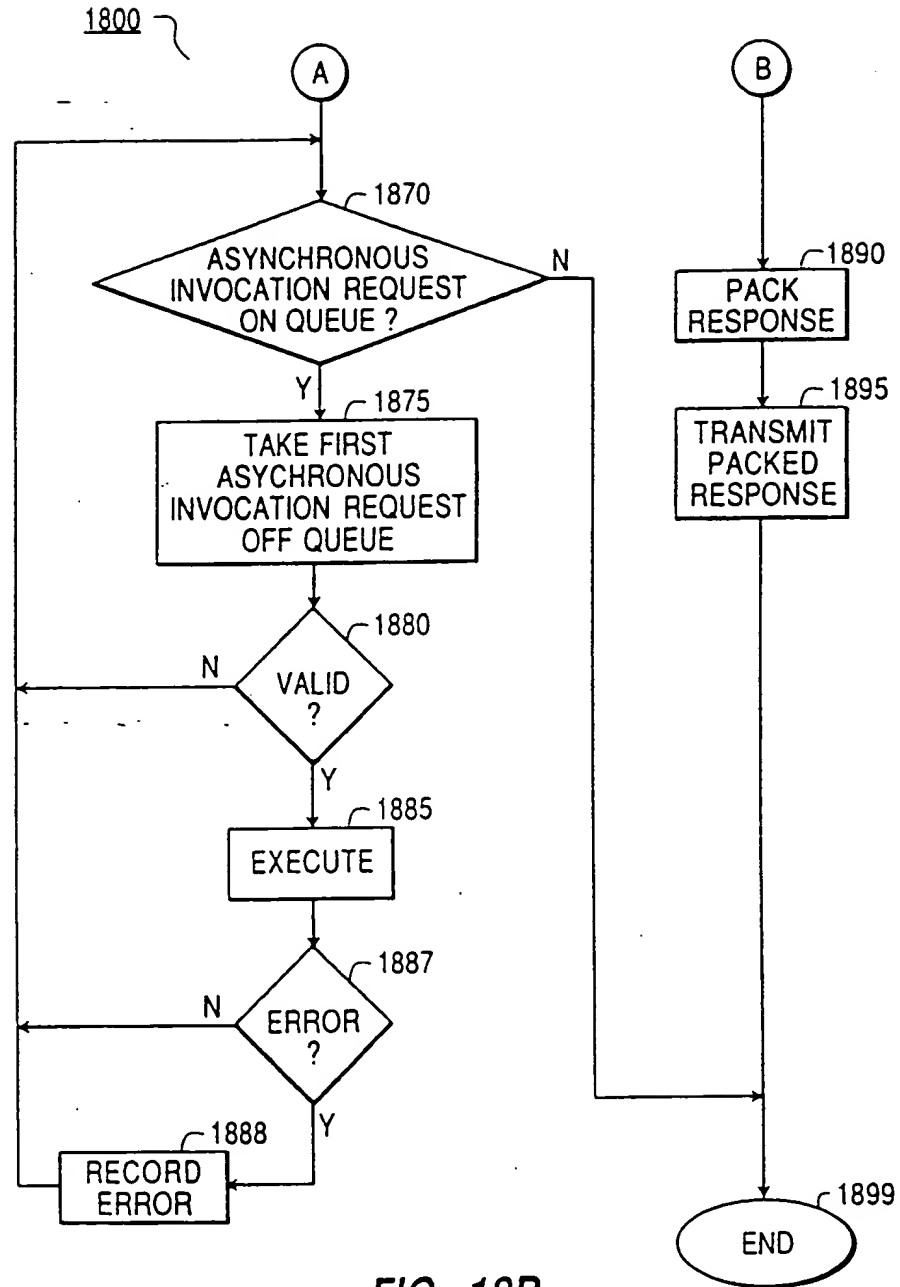 1800
A
B
1870
ASYNCHRONOUS
INVOCATION REQUEST
ON QUEUE ?
N
Y
1875
TAKE FIRST
ASYCHRONOUS
INVOCATION REQUEST
OFF QUEUE
1880
VALID
?
N
Y
1885
EXECUTE
1887
ERROR
?
N
Y
1888
RECORD
ERROR
1890
PACK
RESPONSE
1895
TRANSMIT
PACKED
RESPONSE
1899
END